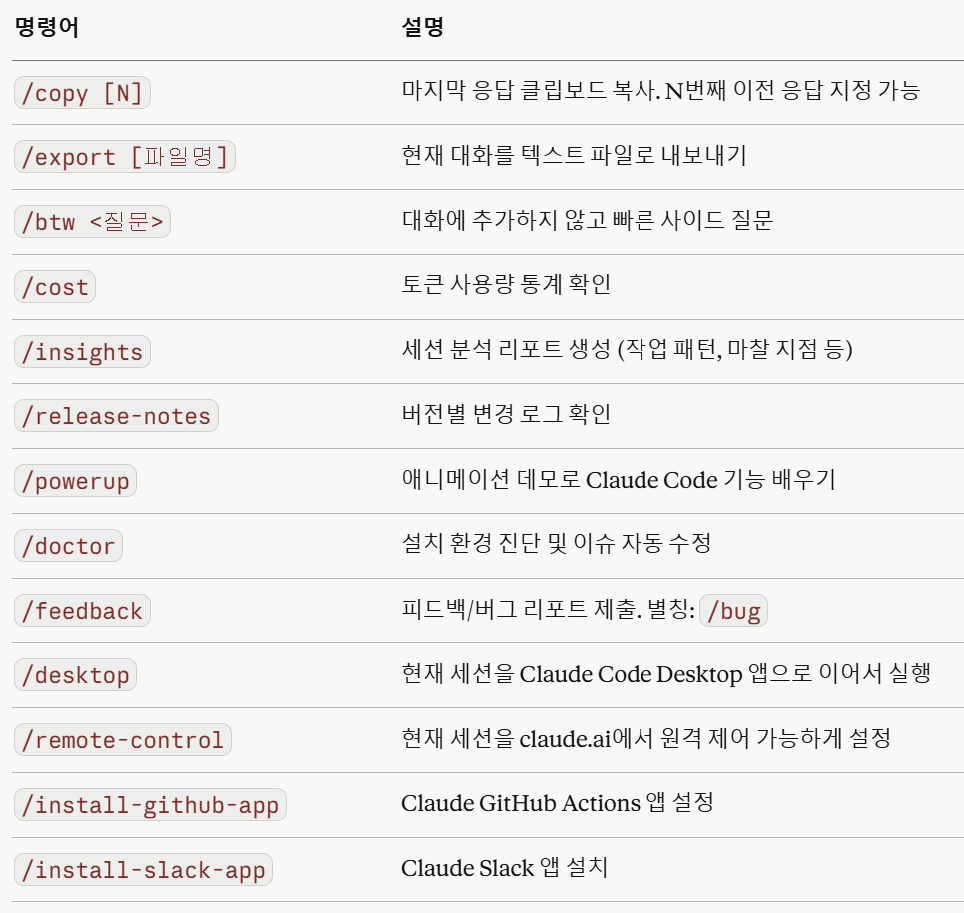 명령어 설명
/copy [N] 마지막 응답 클립보드 복사. N번째 이전 응답 지정 가능
/export [파일명] 현재 대화를 텍스트 파일로 내보내기
/btw <질문> 대화에 추가하지 않고 빠른 사이드 질문
/cost 토큰 사용량 통계 확인
/insights 세션 분석 리포트 생성 (작업 패턴, 마찰 지점 등)
/release-notes 버전별 변경 로그 확인
/powerup 애니메이션 데모로 Claude Code 기능 배우기
/doctor 설치 환경 진단 및 이슈 자동 수정
/feedback 피드백/버그 리포트 제출. 별칭: /bug
/desktop 현재 세션을 Claude Code Desktop 앱으로 이어서 실행
/remote-control 현재 세션을 claude.ai에서 원격 제어 가능하게 설정
/install-github-app Claude GitHub Actions 앱 설정
/install-slack-app Claude Slack 앱 설치